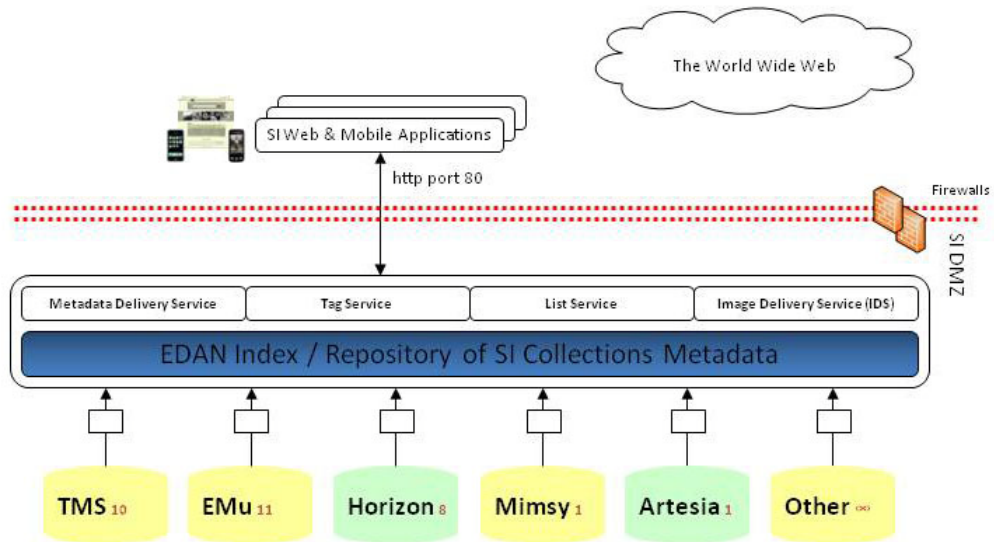 The World Wide Web
SI Web & Mobile Applications
http port 80
Firewalls
SI DMZ
Metadata Delivery Service
Tag Service
List Service
Image Delivery Service (IDS)
EDAN Index / Repository of SI Collections Metadata
TMS 10
EMu 11
Horizon 8
Mimsy 1
Artesia 1
Other ∞